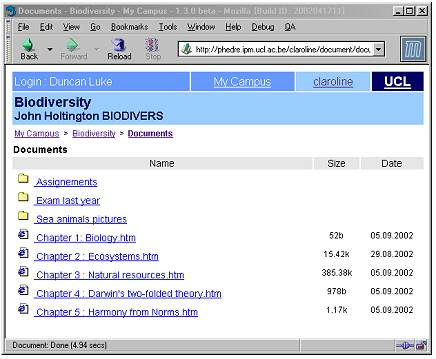 Documents - Biodiversity - My Campus - 1.3.0 beta - Mozilla {Build ID: 2002041711}
File Edit View Go Bookmarks Tools Window Help Debug QA
Back Forward Reload Stop http://phedre.ipm.ucl.ac.be/claroline/document/docu
Login : Duncan Luke My Campus claroline UCL
Biodiversity
John Holtington BIODIVERS
My Campus > Biodiversity > Documents
Documents
Name Size Date
Assignements
Exam last year
Sea animals pictures
Chapter 1: Biology.htm 52b 05.09.2002
Chapter 2 : Ecosystems.htm 15.42k 29.08.2002
Chapter 3 : Natural resources.htm 385.38k 05.09.2002
Chapter 4 : Darwin's two-folded theory.htm 978b 05.09.2002
Chapter 5 : Harmony from Norms.htm 1.17k 05.09.2002
Document: Done (4.94 secs)